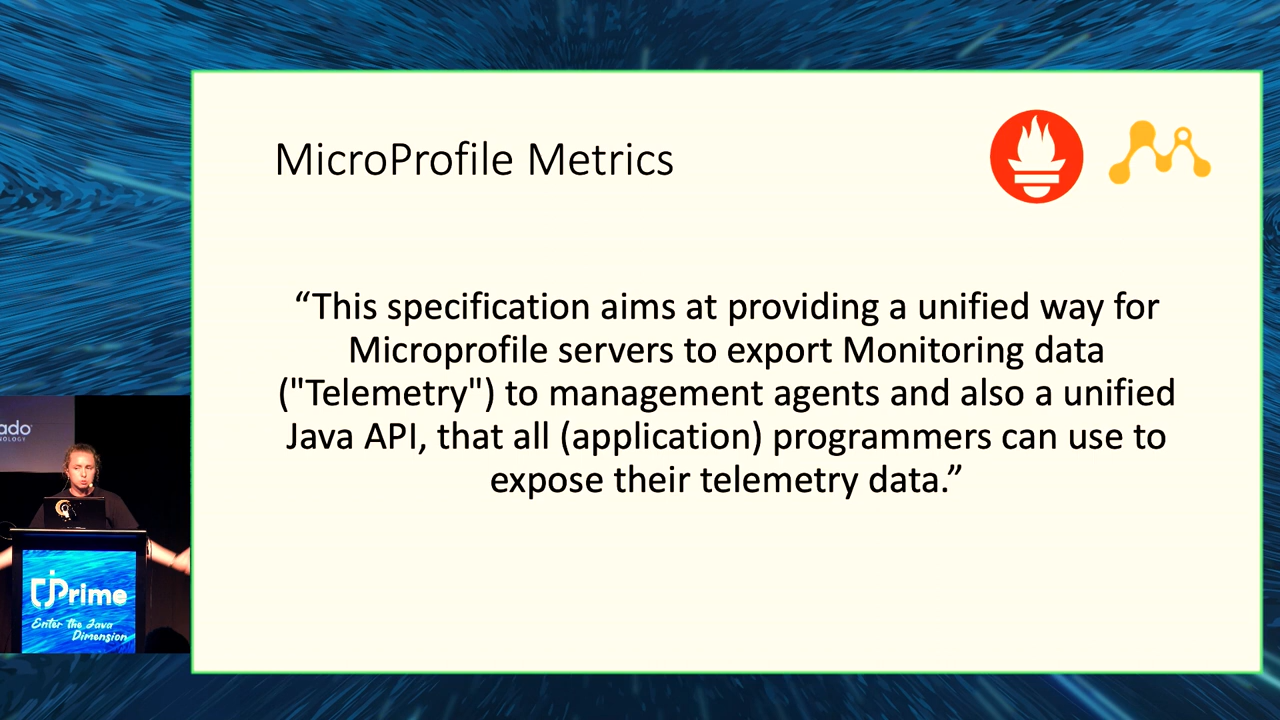 MicroProfile Metrics
“This specification aims at providing a unified way for
Microprofile servers to export Monitoring data
("Telemetry") to management agents and also a unified
Java API, that all (application) programmers can use to
expose their telemetry data.”
jPrime
Enter the Java
Dimension